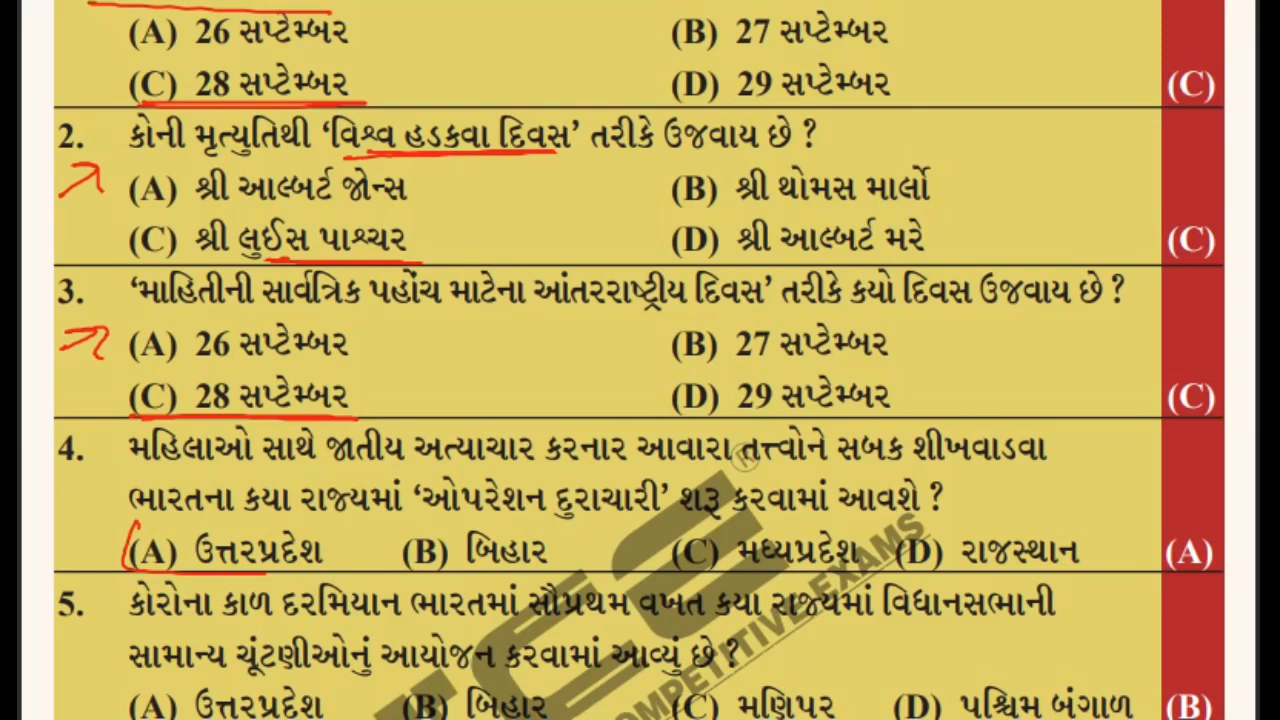 (A) 26 સપ્ટેમ્બર (B) 27 સપ્ટેમ્બર
(C) 28 સપ્ટેમ્બર (D) 29 સપ્ટેમ્બર (C)
2. કોની મૃત્યુતિથી ‘વિશ્વ હડકવા દિવસ’ તરીકે ઉજવાય છે ?
(A) શ્રી આલ્બર્ટ જોન્સ (B) શ્રી થોમસ માર્લો
(C) શ્રી લુઈસ પાશ્ચર (D) શ્રી આલ્બર્ટ મરે (C)
3. ‘માહિતીની સાર્વત્રિક પહોંચ માટેના આંતરરાષ્ટ્રીય દિવસ’ તરીકે કયો દિવસ ઉજવાય છે ?
(A) 26 સપ્ટેમ્બર (B) 27 સપ્ટેમ્બર
(C) 28 સપ્ટેમ્બર (D) 29 સપ્ટેમ્બર (C)
4. મહિલાઓ સાથે જાતીય અત્યાચાર કરનાર આવારા તત્ત્વોને સબક શીખવાડવા
ભારતના કયા રાજ્યમાં ‘ઓપરેશન દુરાચારી’ શરૂ કરવામાં આવશે ?
(A) ઉત્તરપ્રદેશ (B) બિહાર (C) મધ્યપ્રદેશ (D) રાજસ્થાન (A)
5. કોરોના કાળ દરમિયાન ભારતમાં સૌપ્રથમ વખત કયા રાજ્યમાં વિધાનસભાની
સામાન્ય ચૂંટણીઓનું આયોજન કરવામાં આવ્યું છે ?
(A) ઉત્તરપ્રદેશ (B) બિહાર (C) મણિપુર (D) પશ્ચિમ બંગાળ (B)
COMPETITIVE EXAMS